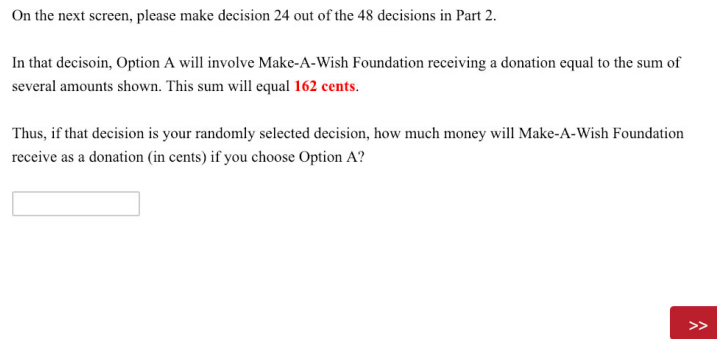 On the next screen, please make decision 24 out of the 48 decisions in Part 2.
In that decisoin, Option A will involve Make-A-Wish Foundation receiving a donation equal to the sum of
several amounts shown. This sum will equal 162 cents.
Thus, if that decision is your randomly selected decision, how much money will Make-A-Wish Foundation
receive as a donation (in cents) if you choose Option A?
>>